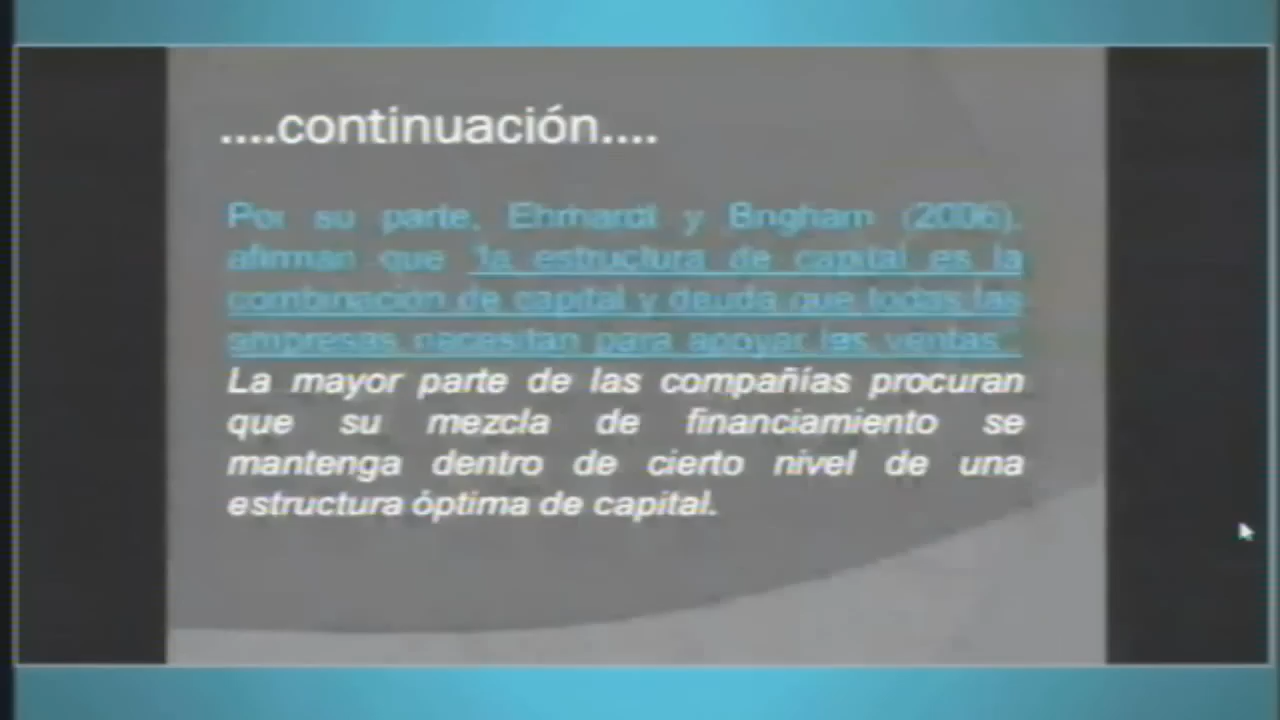 ....continuación....
Por su parte, Ehrhardt y Brigham (2006),
afirman que "la estructura de capital es la
combinación de capital y deuda que todas las
empresas necesitan para apoyar las ventas"
La mayor parte de las compañías procuran
que su mezcla de financiamiento se
mantenga dentro de cierto nivel de una
estructura óptima de capital.